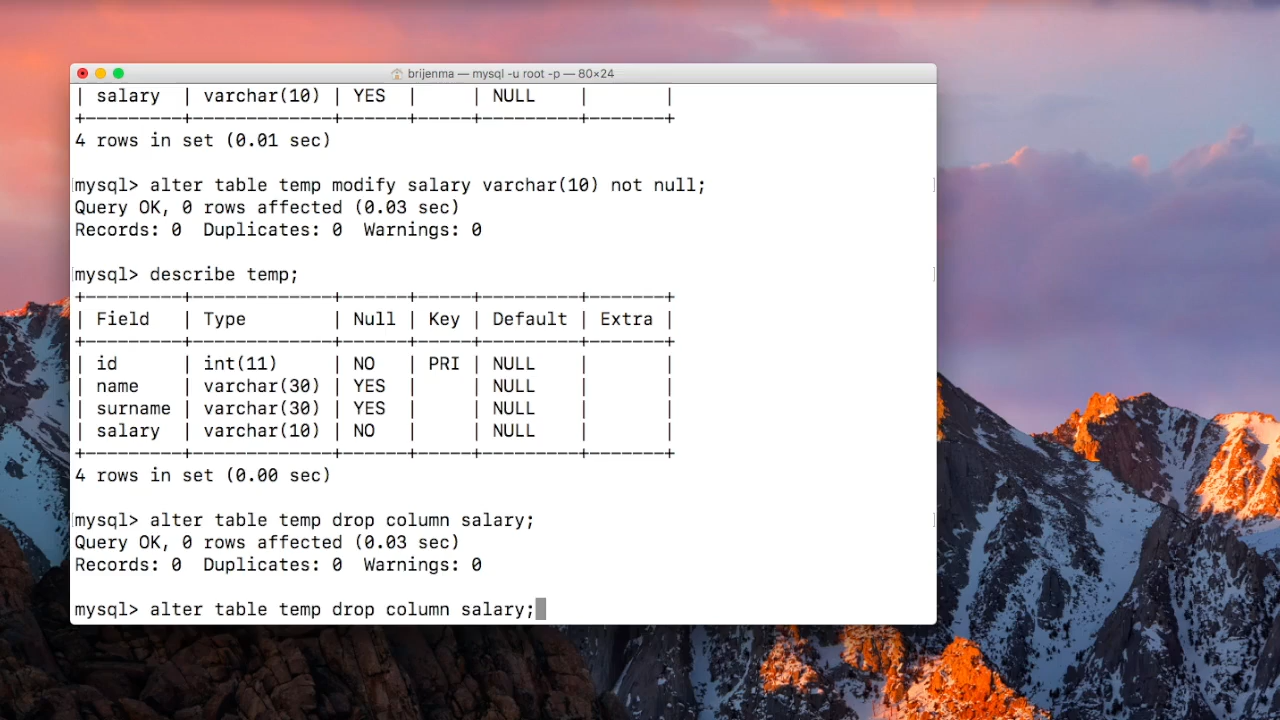 brijenma — mysql -u root -p — 80×24
| salary  | varchar(10) | YES  |     | NULL    |       |
+---------+-------------+------+-----+---------+-------+
4 rows in set (0.01 sec)
mysql> alter table temp modify salary varchar(10) not null;
Query OK, 0 rows affected (0.03 sec)
Records: 0  Duplicates: 0  Warnings: 0
mysql> describe temp;
+---------+-------------+------+-----+---------+-------+
| Field   | Type        | Null | Key | Default | Extra |
+---------+-------------+------+-----+---------+-------+
| id      | int(11)     | NO   | PRI | NULL    |       |
| name    | varchar(30) | YES  |     | NULL    |       |
| surname | varchar(30) | YES  |     | NULL    |       |
| salary  | varchar(10) | NO   |     | NULL    |       |
+---------+-------------+------+-----+---------+-------+
4 rows in set (0.00 sec)
mysql> alter table temp drop column salary;
Query OK, 0 rows affected (0.03 sec)
Records: 0  Duplicates: 0  Warnings: 0
mysql> alter table temp drop column salary;